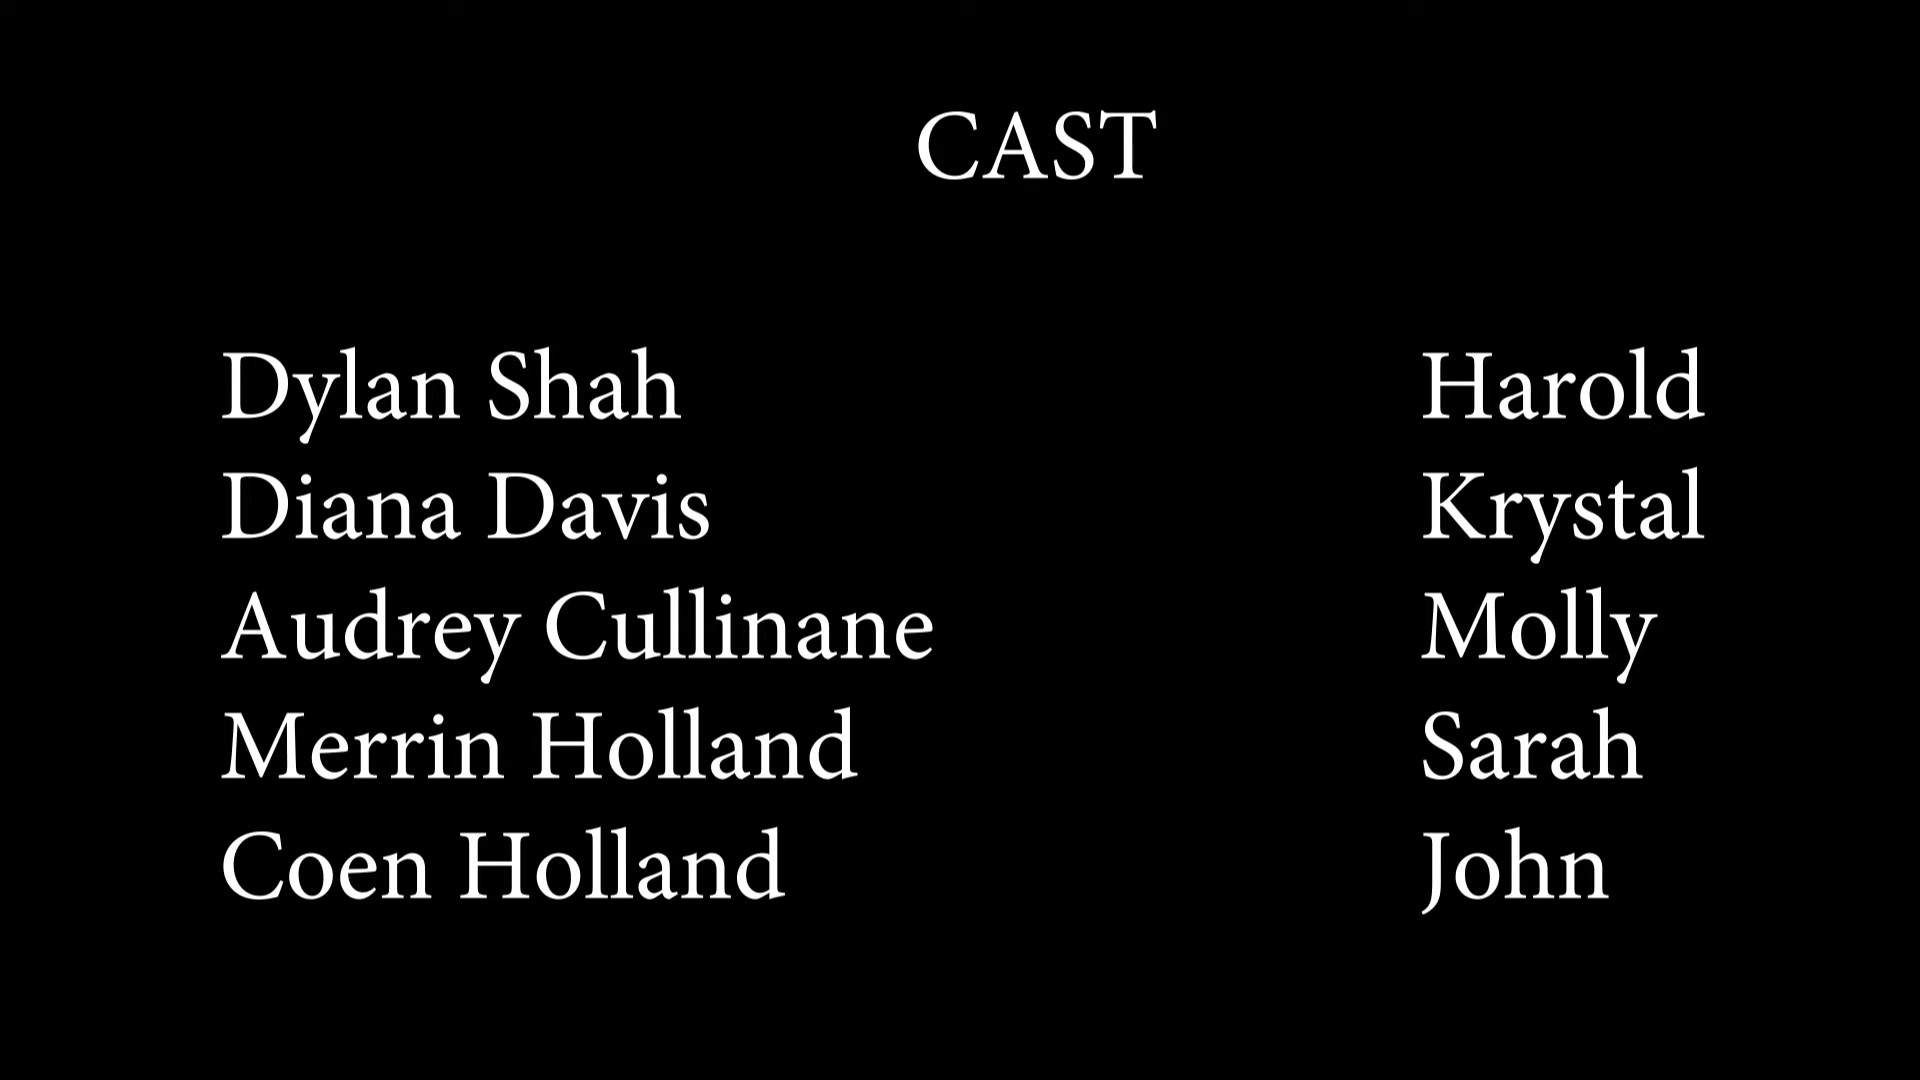 CAST
Dylan Shah Harold
Diana Davis Krystal
Audrey Cullinane Molly
Merrin Holland Sarah
Coen Holland John